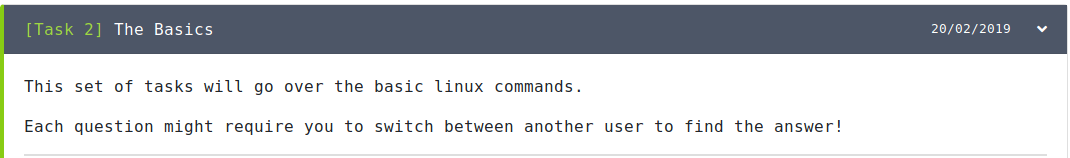 [Task 2] The Basics 20/02/2019
This set of tasks will go over the basic linux commands.
Each question might require you to switch between another user to find the answer!